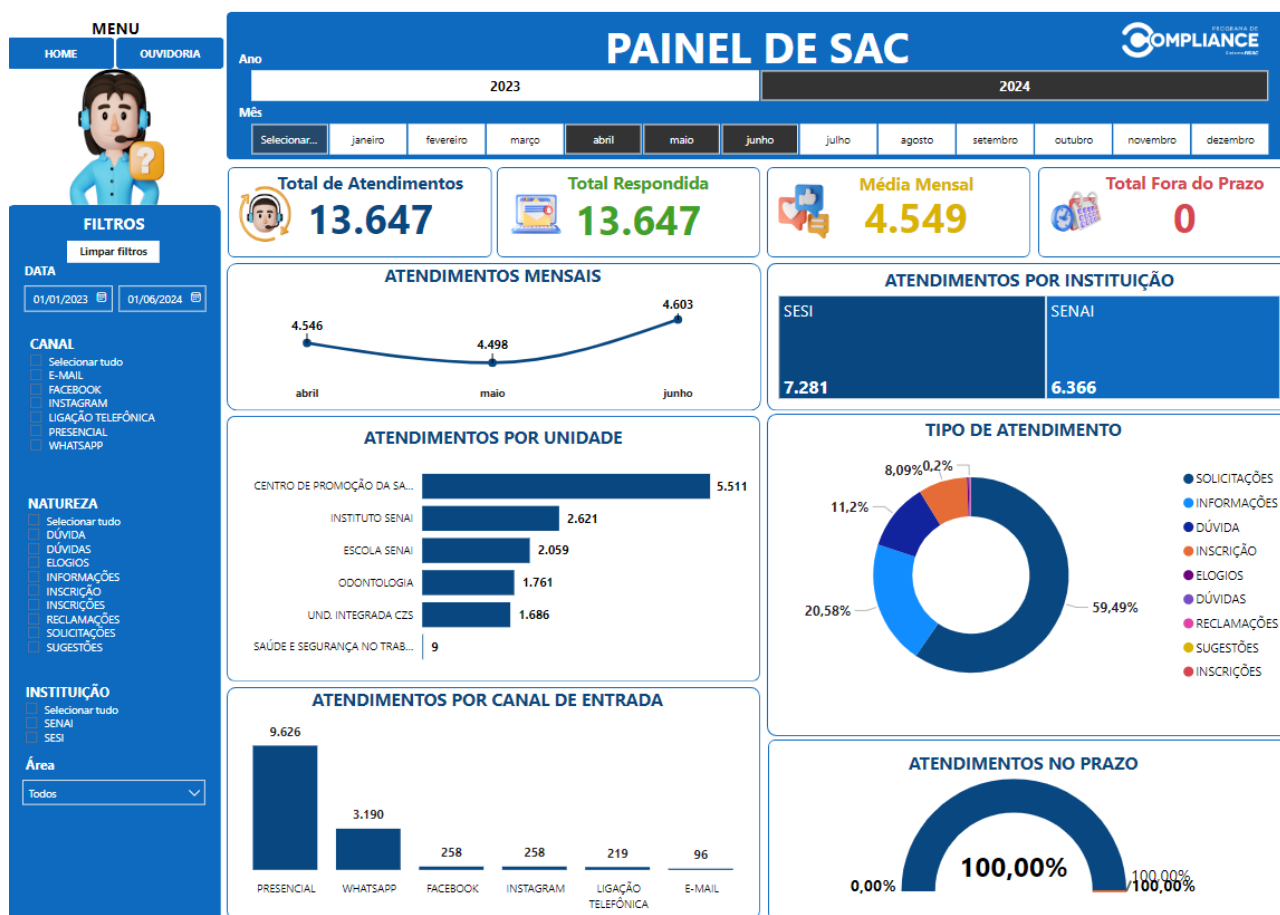 MENU
HOME
OUVIDORIA
PAINEL DE SAC
PROGRAMA DE
COMPLIANCE
Ano
2023
2024
Mês
Selecionar...
janeiro
fevereiro
março
abril
maio
junho
julho
agosto
setembro
outubro
novembro
dezembro
FILTROS
Limpar filtros
DATA
01/01/2023
01/06/2024
CANAL
Selecionar tudo
E-MAIL
FACEBOOK
INSTAGRAM
LIGAÇÃO TELEFÔNICA
PRESENCIAL
WHATSAPP
NATUREZA
Selecionar tudo
DÚVIDA
DÚVIDAS
ELOGIOS
INFORMAÇÕES
INSCRIÇÃO
INSCRIÇÕES
RECLAMAÇÕES
SOLICITAÇÕES
SUGESTÕES
INSTITUIÇÃO
Selecionar tudo
SENAI
SESI
Área
Todos
Total de Atendimentos
13.647
Total Respondida
13.647
Média Mensal
4.549
Total Fora do Prazo
0
ATENDIMENTOS MENSAIS
4.546
4.498
4.603
abril
maio
junho
ATENDIMENTOS POR INSTITUIÇÃO
SESI
7.281
SENAI
6.366
ATENDIMENTOS POR UNIDADE
CENTRO DE PROMOÇÃO DA SA...
5.511
INSTITUTO SENAI
2.621
ESCOLA SENAI
2.059
ODONTOLOGIA
1.761
UND. INTEGRADA CZS
1.686
SAÚDE E SEGURANÇA NO TRAB...
9
TIPO DE ATENDIMENTO
8,09%
0,2%
11,2%
20,58%
59,49%
SOLICITAÇÕES
INFORMAÇÕES
DÚVIDA
INSCRIÇÃO
ELOGIOS
DÚVIDAS
RECLAMAÇÕES
SUGESTÕES
INSCRIÇÕES
ATENDIMENTOS POR CANAL DE ENTRADA
9.626
3.190
258
258
219
96
PRESENCIAL
WHATSAPP
FACEBOOK
INSTAGRAM
LIGAÇÃO
TELEFÔNICA
E-MAIL
ATENDIMENTOS NO PRAZO
100,00%
0,00%
100,00%
100,00%